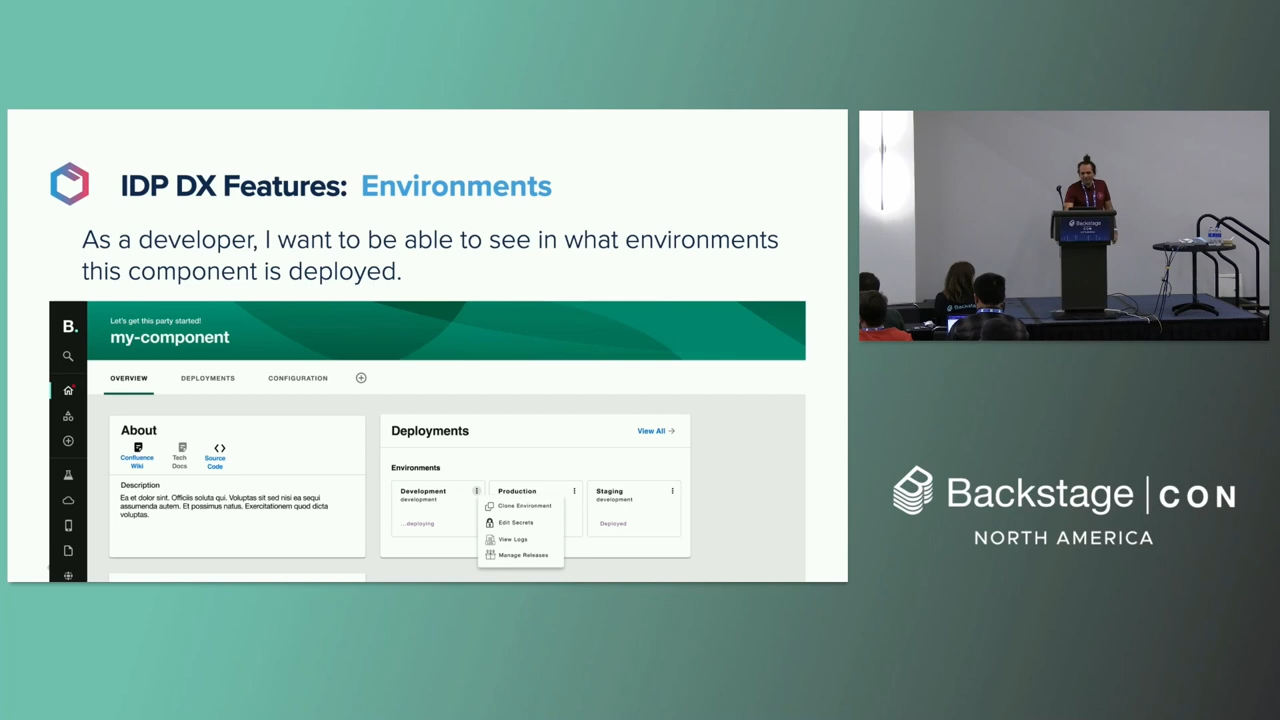 IDP DX Features: Environments
As a developer, I want to be able to see in what environments
this component is deployed.
B.
Let's get this party started!
my-component
OVERVIEW DEPLOYMENTS CONFIGURATION
About
Confluence Wiki
Tech Docs
Source Code
Description
Ea et dolor sint. Officiis soluta qui. Voluptas sit sed nisi ea sequi
assumenda autem. Et possimus natus. Exercitationem quod dicta
voluptas.
Deployments
View All →
Environments
Development
development
...deploying
Clone Environment
Edit Secrets
View Logs
Manage Releases
Production
Staging
development
Deployed
Backstage
CON
Backstage
Backstage | CON
NORTH AMERICA